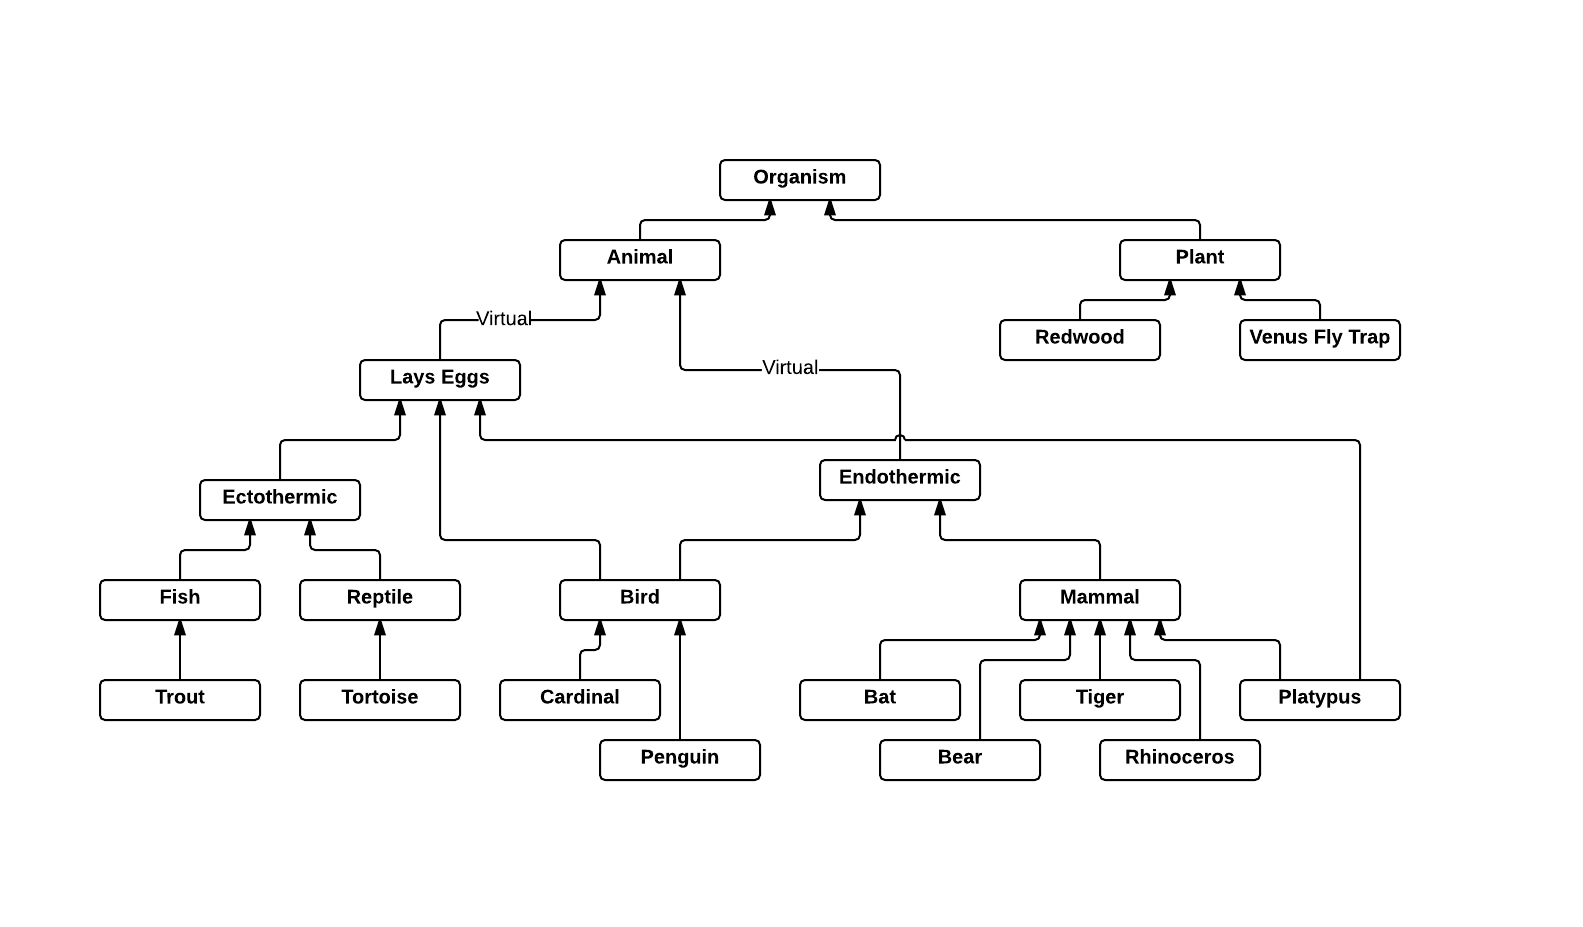 Organism
Animal
Plant
Virtual
Redwood
Venus Fly Trap
Virtual
Lays Eggs
Endothermic
Ectothermic
Fish
Reptile
Bird
Mammal
Trout
Tortoise
Cardinal
Bat
Tiger
Platypus
Penguin
Bear
Rhinoceros